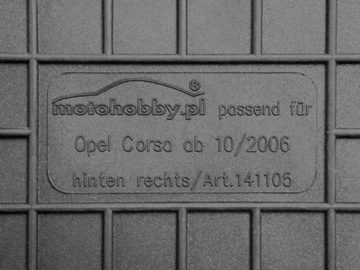 motohobby.pl® passend für
Opel Corsa ab 10/2006
hinten rechts/Art.141105